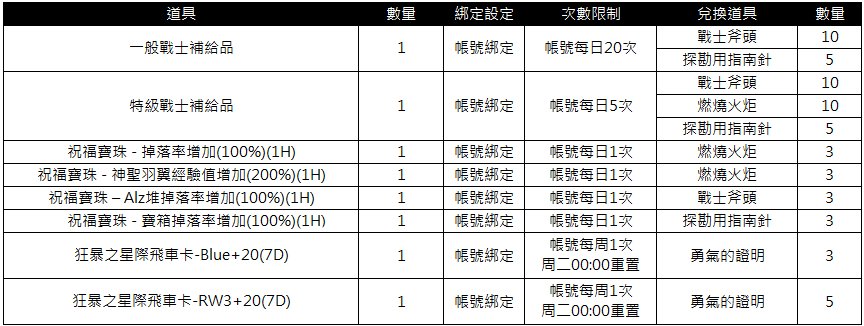 道具 數量 綁定設定 次數限制 兌換道具 數量
一般戰士補給品 1 帳號綁定 帳號每日20次 戰士斧頭 10
探勘用指南針 5
特級戰士補給品 1 帳號綁定 帳號每日5次 戰士斧頭 10
燃燒火炬 10
探勘用指南針 5
祝福寶珠 - 掉落率增加(100%)(1H) 1 帳號綁定 帳號每日1次 燃燒火炬 3
祝福寶珠 - 神聖羽翼經驗值增加(200%)(1H) 1 帳號綁定 帳號每日1次 燃燒火炬 3
祝福寶珠 – Alz堆掉落率增加(100%)(1H) 1 帳號綁定 帳號每日1次 戰士斧頭 3
祝福寶珠 - 寶箱掉落率增加(100%)(1H) 1 帳號綁定 帳號每日1次 探勘用指南針 3
狂暴之星際飛車卡-Blue+20(7D) 1 帳號綁定 帳號每周1次 勇氣的證明 3
周二00:00重置
狂暴之星際飛車卡-RW3+20(7D) 1 帳號綁定 帳號每周1次 勇氣的證明 5
周二00:00重置